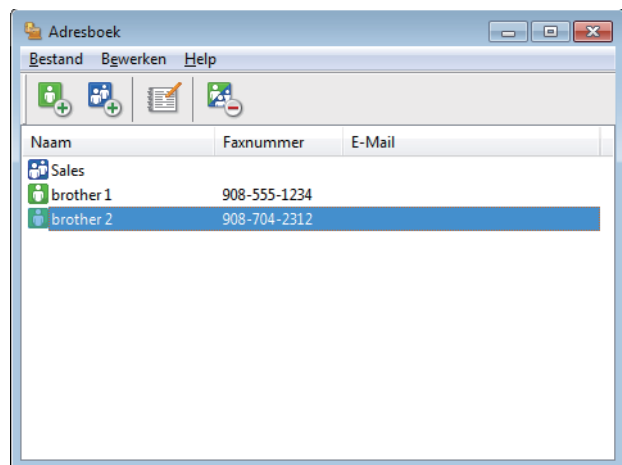 Adresboek
Bestand Bewerken Help
Naam Faxnummer E-Mail
Sales
brother 1 908-555-1234
brother 2 908-704-2312